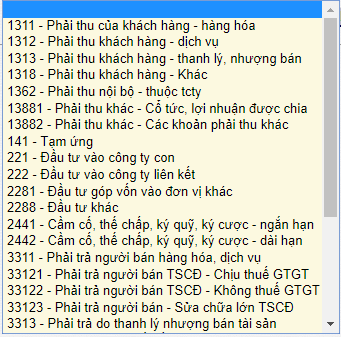 1311 - Phải thu của khách hàng - hàng hóa
1312 - Phải thu khách hàng - dịch vụ
1313 - Phải thu khách hàng - thanh lý, nhượng bán
1318 - Phải thu khách hàng - Khác
1362 - Phải thu nội bộ - thuộc tcty
13881 - Phải thu khác - Cổ tức, lợi nhuận được chia
13882 - Phải thu khác - Các khoản phải thu khác
141 - Tạm ứng
221 - Đầu tư vào công ty con
222 - Đầu tư vào công ty liên kết
2281 - Đầu tư góp vốn vào đơn vị khác
2288 - Đầu tư khác
2441 - Cầm cố, thế chấp, ký quỹ, ký cược - ngắn hạn
2442 - Cầm cố, thế chấp, ký quỹ, ký cược - dài hạn
3311 - Phải trả người bán hàng hóa, dịch vụ
33121 - Phải trả người bán TSCĐ - Chịu thuế GTGT
33122 - Phải trả người bán TSCĐ - Không thuế GTGT
33123 - Phải trả người bán - Sửa chữa lớn TSCĐ
3313 - Phải trả do thanh lý nhượng bán tài sản